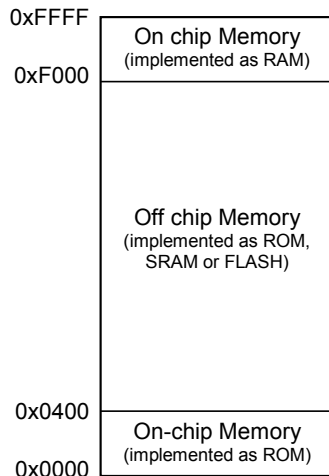 0xFFFF
On chip Memory
(implemented as RAM)
0xF000
Off chip Memory
(implemented as ROM,
SRAM or FLASH)
0x0400
On-chip Memory
(implemented as ROM)
0x0000